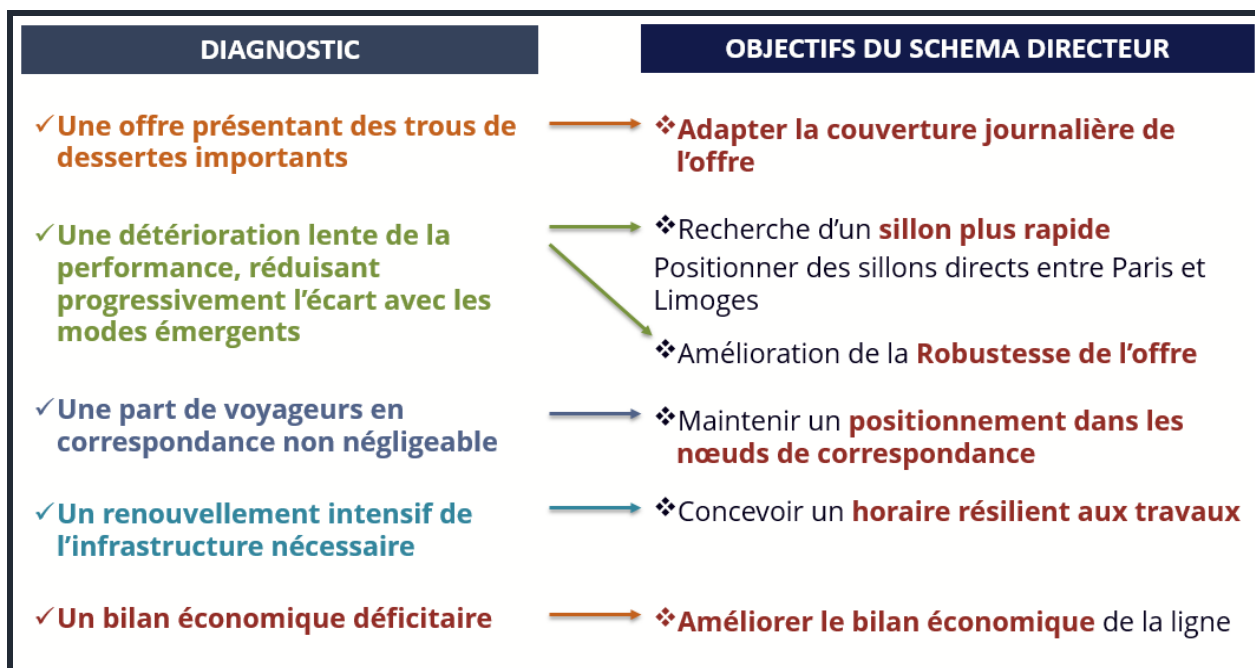 DIAGNOSTIC
OBJECTIFS DU SCHEMA DIRECTEUR
✓Une offre présentant des trous de
dessertes importants
❖Adapter la couverture journalière de
l'offre
✓Une détérioration lente de la
performance, réduisant
progressivement l'écart avec les
modes émergents
❖Recherche d'un sillon plus rapide
Positionner des sillons directs entre Paris et
Limoges
❖Amélioration de la Robustesse de l'offre
✓Une part de voyageurs en
correspondance non négligeable
❖Maintenir un positionnement dans les
nœuds de correspondance
✓Un renouvellement intensif de
l'infrastructure nécessaire
❖Concevoir un horaire résilient aux travaux
✓Un bilan économique déficitaire
❖Améliorer le bilan économique de la ligne